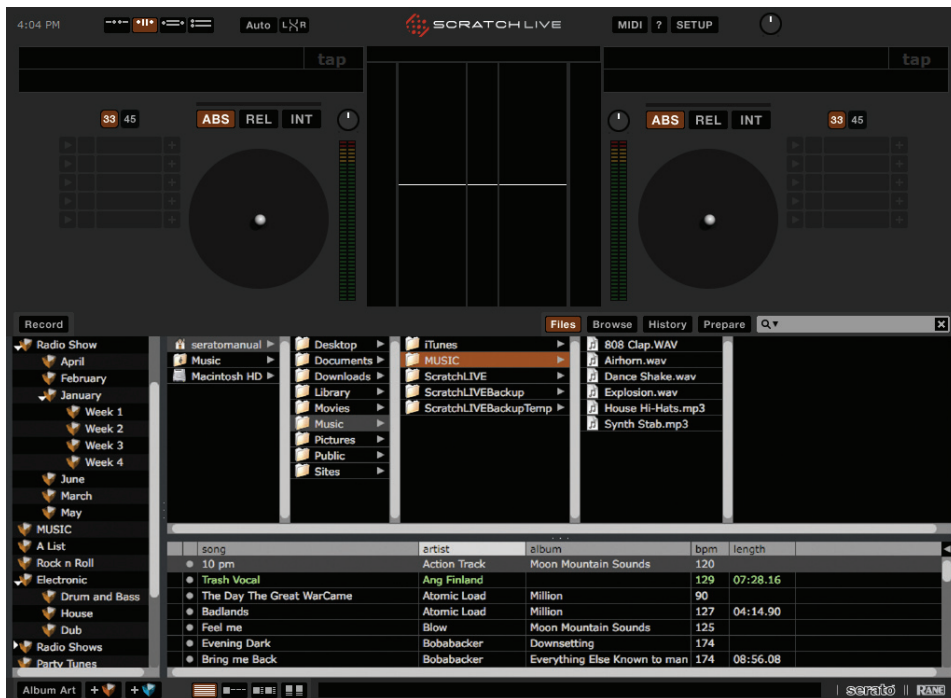 4:04 PM Auto L R SCRATCH LIVE MIDI ? SETUP
tap tap
33 45 ABS REL INT ABS REL INT 33 45
Record Files Browse History Prepare
Radio Show
April
February
January
Week 1
Week 2
Week 3
Week 4
June
March
May
MUSIC
A List
Rock n Roll
Electronic
Drum and Bass
House
Dub
Radio Shows
Party Tunes
seratomanual
Music
Macintosh HD
Desktop
Documents
Downloads
Library
Movies
Music
Pictures
Public
Sites
iTunes
MUSIC
ScratchLIVE
ScratchLIVEBackup
ScratchLIVEBackupTemp
808 Clap.WAV
Airhorn.wav
Dance Shake.wav
Explosion.wav
House Hi-Hats.mp3
Synth Stab.mp3
song artist album bpm length
10 pm Action Track Moon Mountain Sounds 120
Trash Vocal Ang Finland 129 07:28.16
The Day The Great WarCame Atomic Load Million 90
Badlands Atomic Load Million 127 04:14.90
Feel me Blow Moon Mountain Sounds 125
Evening Dark Bobabacker Downsetting 174
Bring me Back Bobabacker Everything Else Known to man 174 08:56.08
Album Art serato RANE